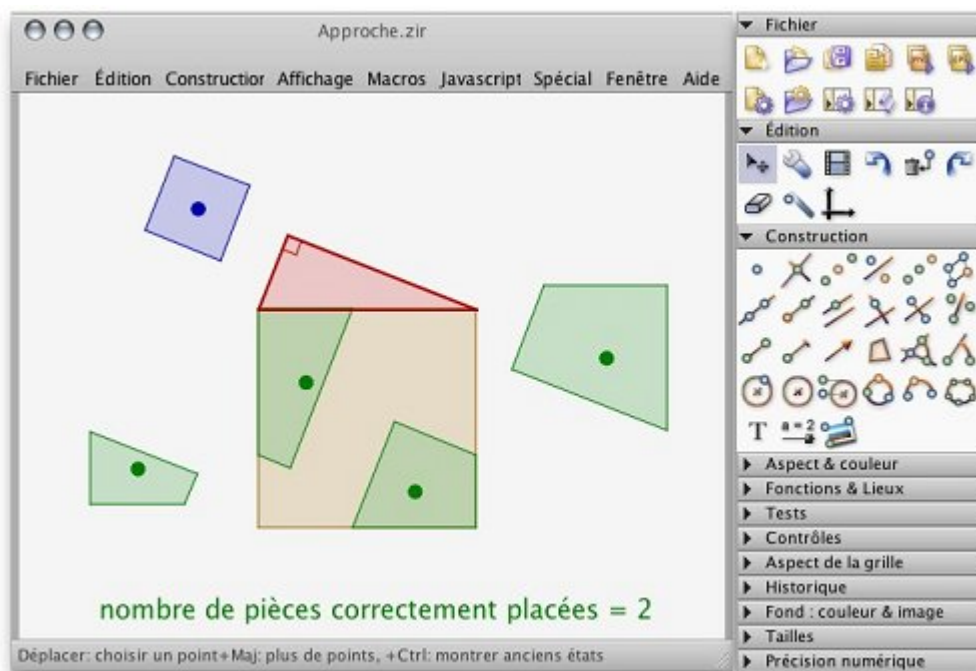 Approche.zir
Fichier Édition Construction Affichage Macros Javascript Spécial Fenêtre Aide
nombre de pièces correctement placées = 2
Déplacer: choisir un point+Maj: plus de points, +Ctrl: montrer anciens états
Fichier
Édition
Construction
T a = 2
Aspect & couleur
Fonctions & Lieux
Tests
Contrôles
Aspect de la grille
Historique
Fond : couleur & image
Tailles
Précision numérique